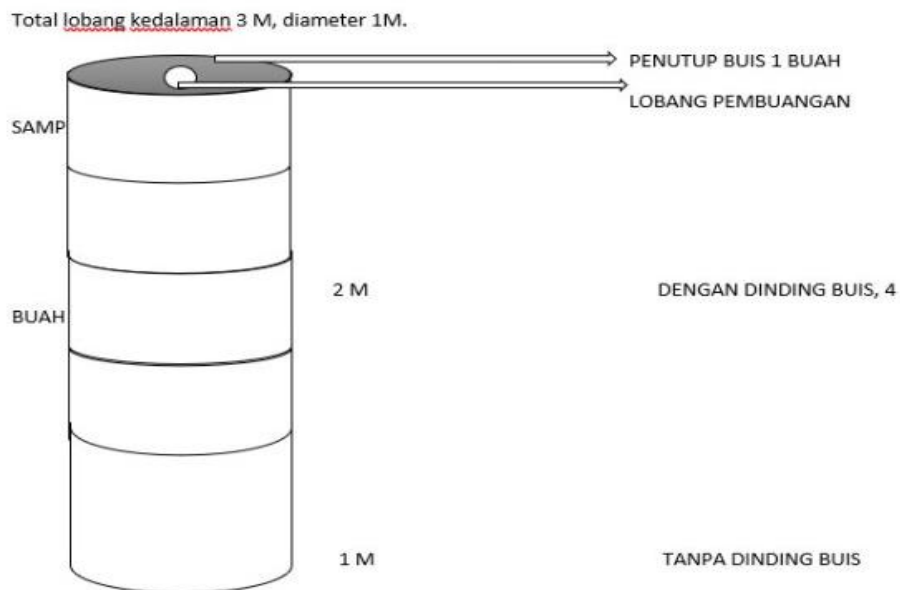 Total lobang kedalaman 3 M, diameter 1M.
PENUTUP BUIS 1 BUAH
LOBANG PEMBUANGAN
SAMP
2 M
DENGAN DINDING BUIS, 4
BUAH
1 M
TANPA DINDING BUIS